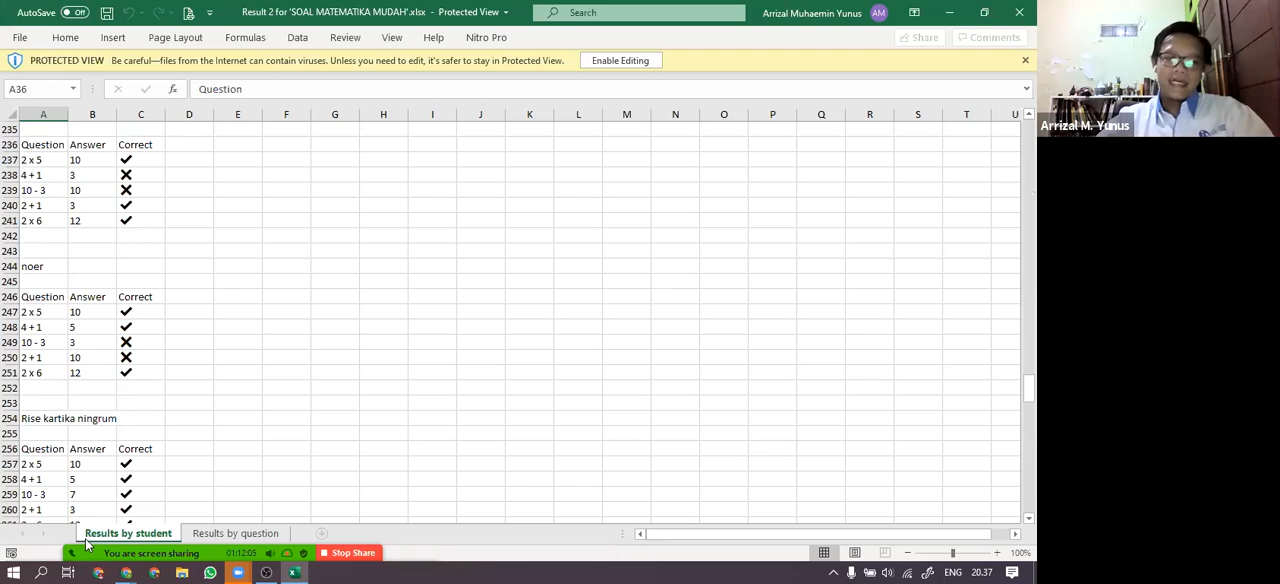 AutoSave Off Result 2 for 'SOAL MATEMATIKA MUDAH'.xlsx - Protected View Search Arrizal Muhaemin Yunus AM
File Home Insert Page Layout Formulas Data Review View Help Nitro Pro Share Comments
PROTECTED VIEW Be careful—files from the Internet can contain viruses. Unless you need to edit, it's safer to stay in Protected View. Enable Editing
A36 fx Question
A B C D E F G H I J K L M N O P Q R S T U
Arrizal M. Yunus
235
236 Question Answer Correct
237 2 x 5 10 ✓
238 4 + 1 3 ✕
239 10 - 3 10 ✕
240 2 + 1 3 ✓
241 2 x 6 12 ✓
242
243
244 noer
245
246 Question Answer Correct
247 2 x 5 10 ✓
248 4 + 1 5 ✓
249 10 - 3 3 ✕
250 2 + 1 10 ✕
251 2 x 6 12 ✓
252
253
254 Rise kartika ningrum
255
256 Question Answer Correct
257 2 x 5 10 ✓
258 4 + 1 5 ✓
259 10 - 3 7 ✓
260 2 + 1 3 ✓
Results by student Results by question
You are screen sharing 01:12:05 Stop Share 100%
ENG 20.37